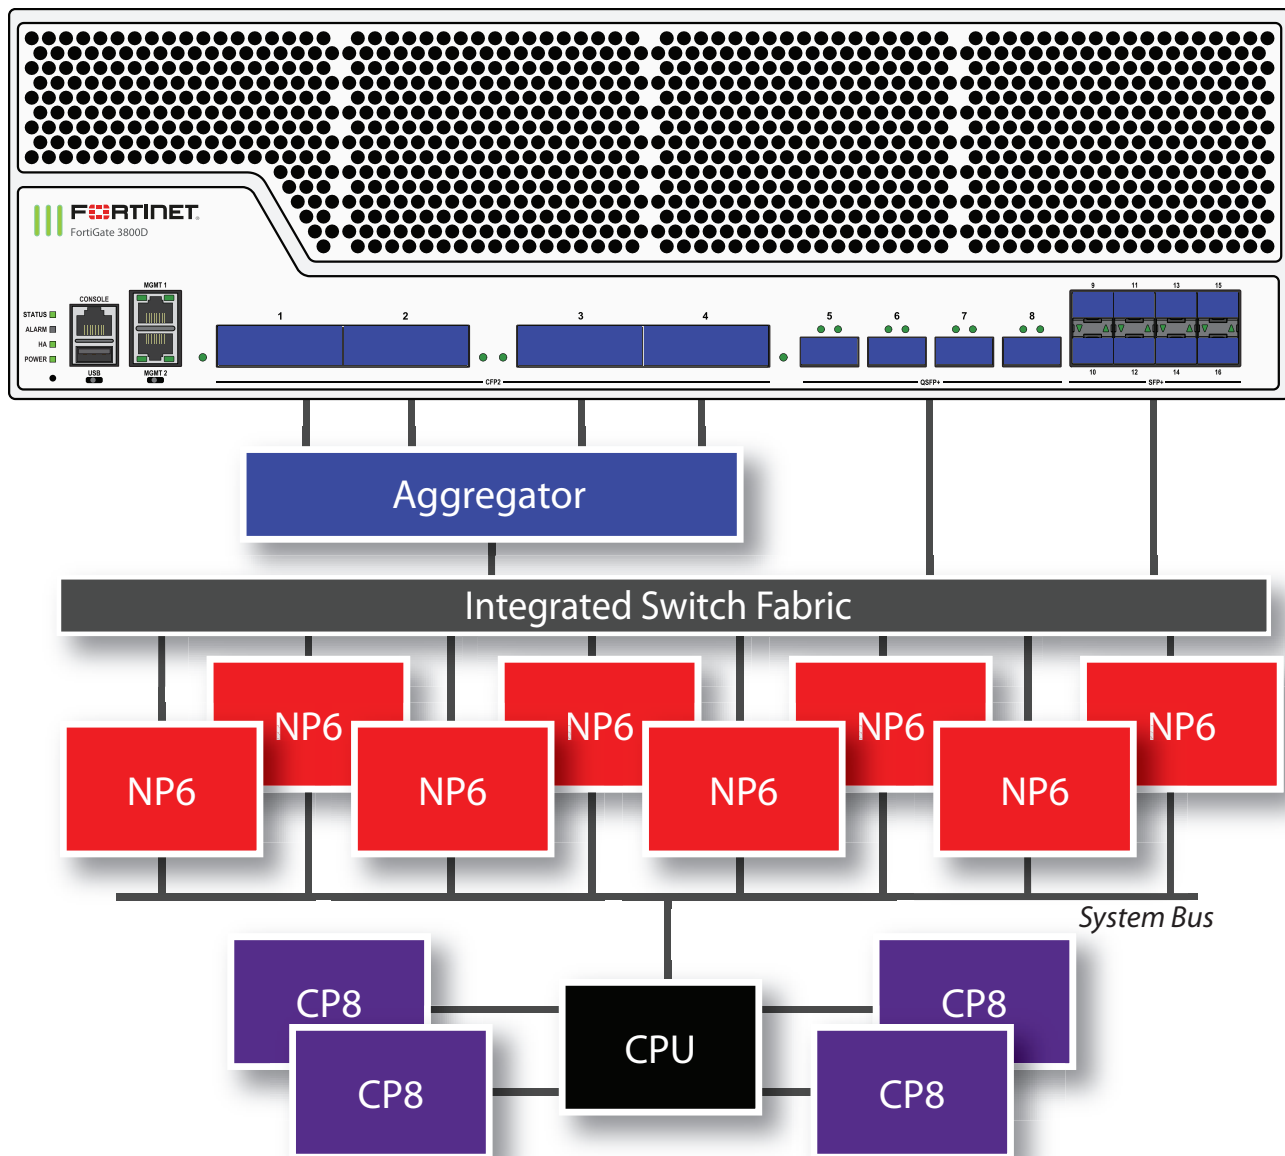 FORTINET
FortiGate 3800D
MGMT 1
CONSOLE
STATUS
ALARM
HA
POWER
USB
MGMT 2
1 2 3 4
CFP2
5 6 7 8
QSFP+
9 11 13 15
10 12 14 16
SFP+
Aggregator
Integrated Switch Fabric
NP6 NP6 NP6 NP6
NP6 NP6 NP6 NP6
System Bus
CP8 CP8
CPU
CP8 CP8